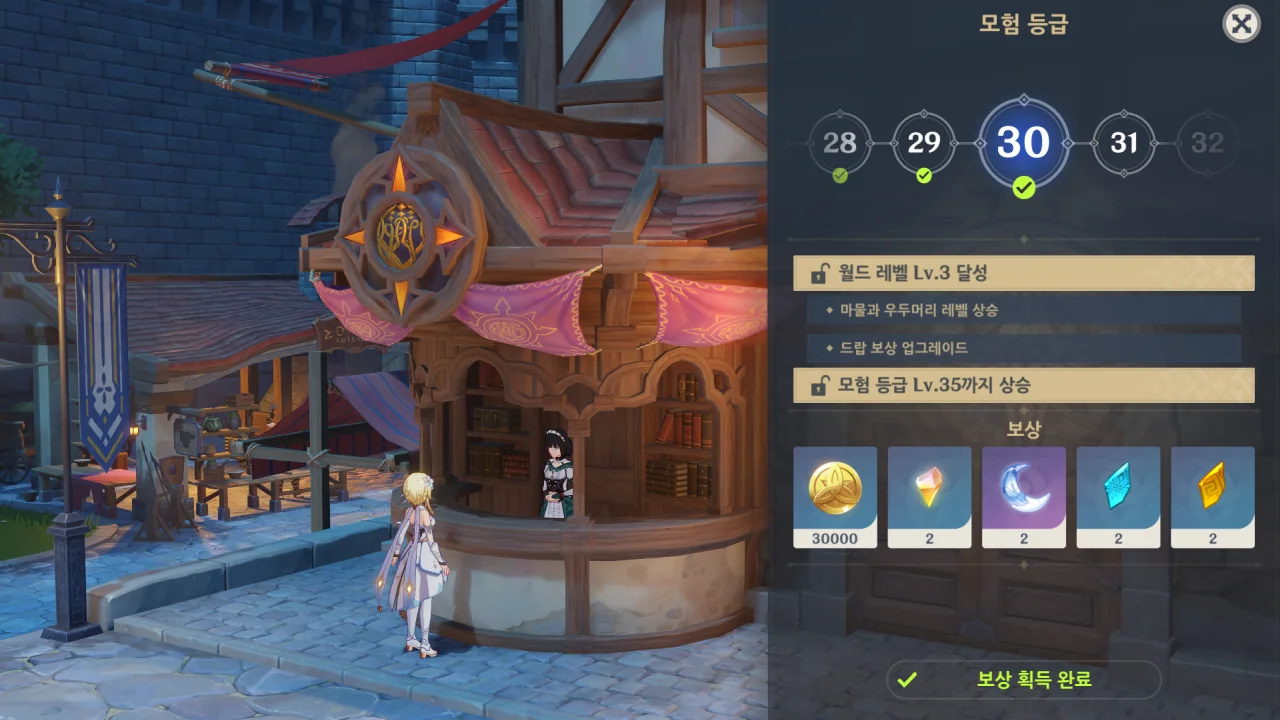 모험 등급
28 29 30 31 32
월드 레벨 Lv.3 달성
마물과 우두머리 레벨 상승
드랍 보상 업그레이드
모험 등급 Lv.35까지 상승
보상
30000 2 2 2 2
보상 획득 완료